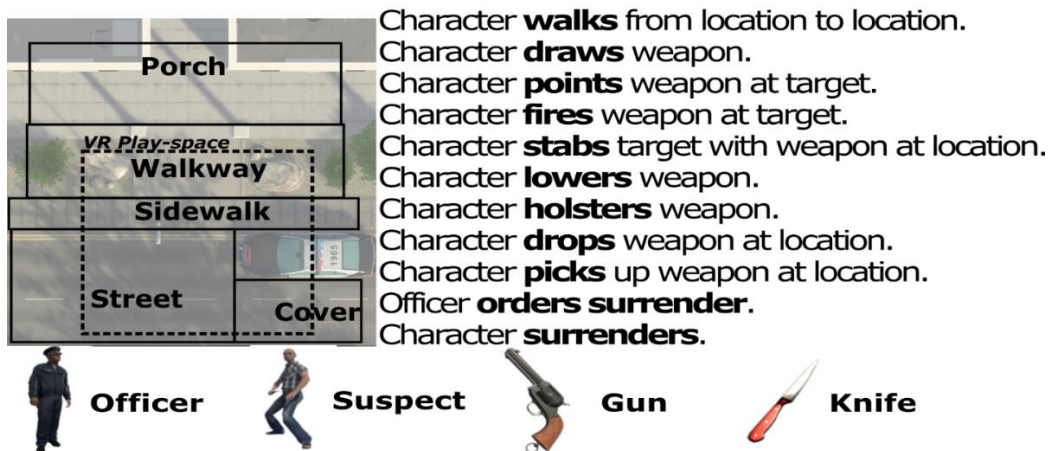 Porch
VR Play-space
Walkway
Sidewalk
Street
Cover
1965
Character walks from location to location.
Character draws weapon.
Character points weapon at target.
Character fires weapon at target.
Character stabs target with weapon at location.
Character lowers weapon.
Character holsters weapon.
Character drops weapon at location.
Character picks up weapon at location.
Officer orders surrender.
Character surrenders.
Officer
Suspect
Gun
Knife